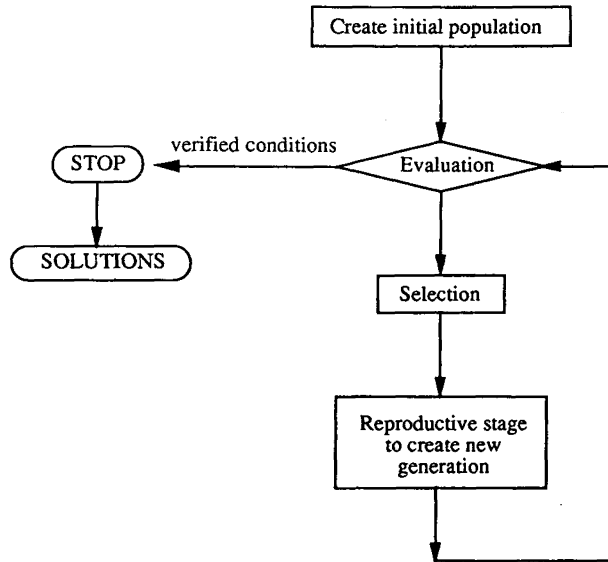 Create initial population
verified conditions
STOP
Evaluation
SOLUTIONS
Selection
Reproductive stage
to create new
generation